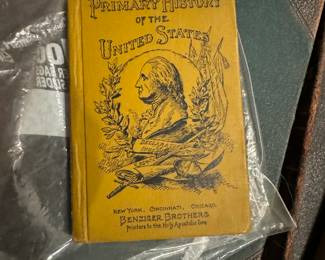 PRIMARY HISTORY
OF THE
UNITED STATES
NEW YORK, CINCINNATI, CHICAGO,
BENZIGER BROTHERS
Printers to the Holy Apostolic See